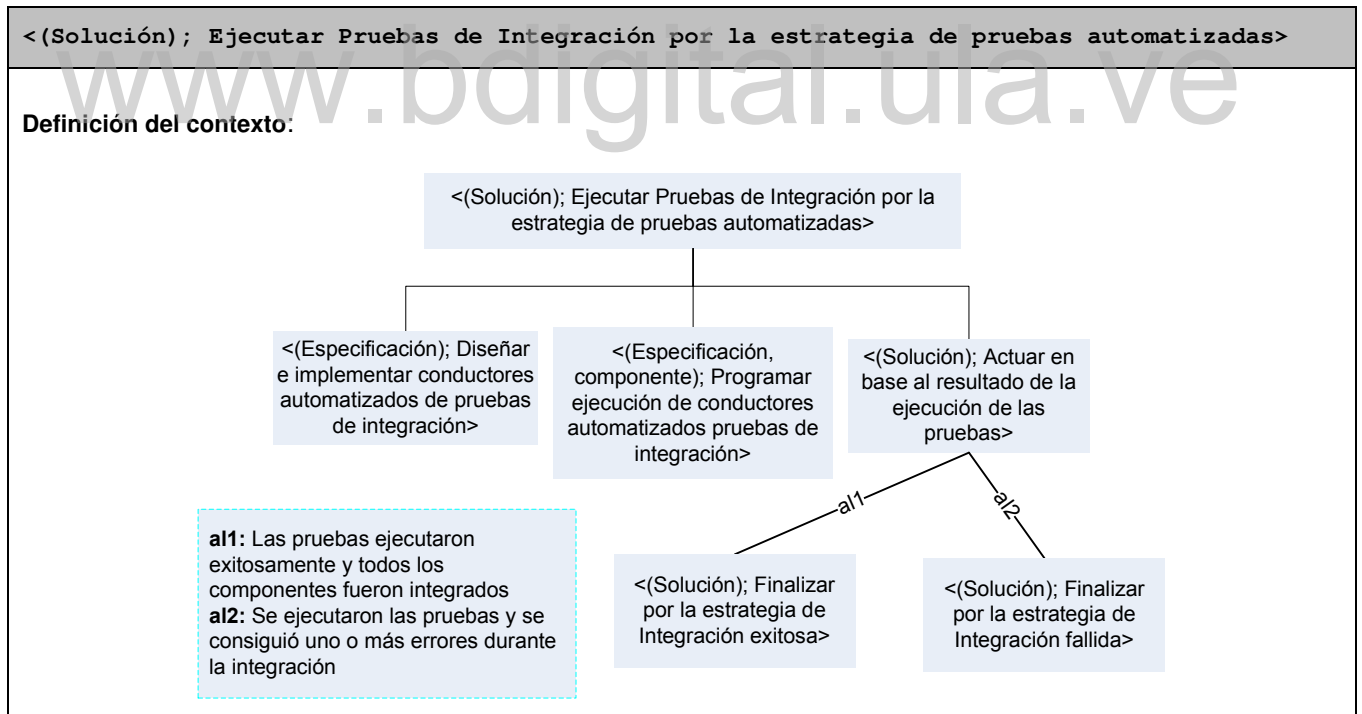 <(Solución); Ejecutar Pruebas de Integración por la estrategia de pruebas automatizadas>
www.bdigital.ula.ve
Definición del contexto:
<(Solución); Ejecutar Pruebas de Integración por la
estrategia de pruebas automatizadas>
<(Especificación); Diseñar
e implementar conductores
automatizados de pruebas
de integración>
<(Especificación,
componente); Programar
ejecución de conductores
automatizados pruebas de
integración>
<(Solución); Actuar en
base al resultado de la
ejecución de las
pruebas>
al1
al2
al1: Las pruebas ejecutaron
exitosamente y todos los
componentes fueron integrados
al2: Se ejecutaron las pruebas y se
consiguió uno o más errores durante
la integración
<(Solución); Finalizar
por la estrategia de
Integración exitosa>
<(Solución); Finalizar
por la estrategia de
Integración fallida>